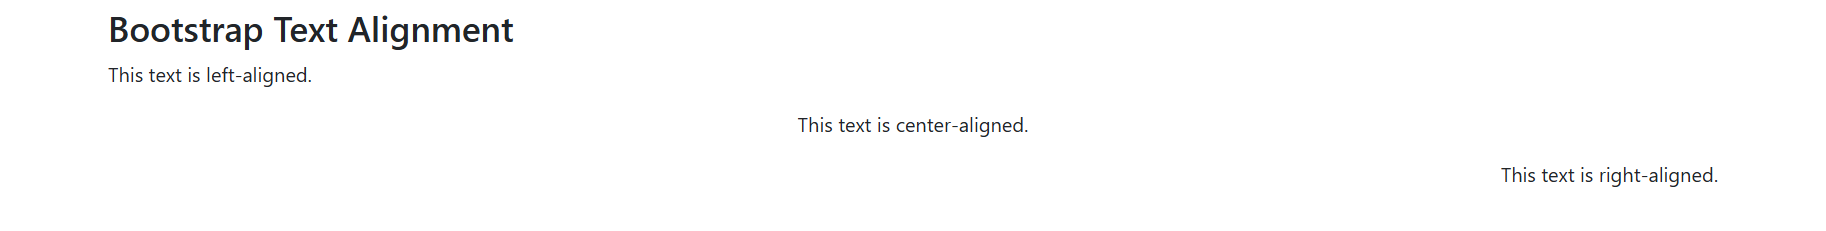 Bootstrap Text Alignment
This text is left-aligned.
This text is center-aligned.
This text is right-aligned.